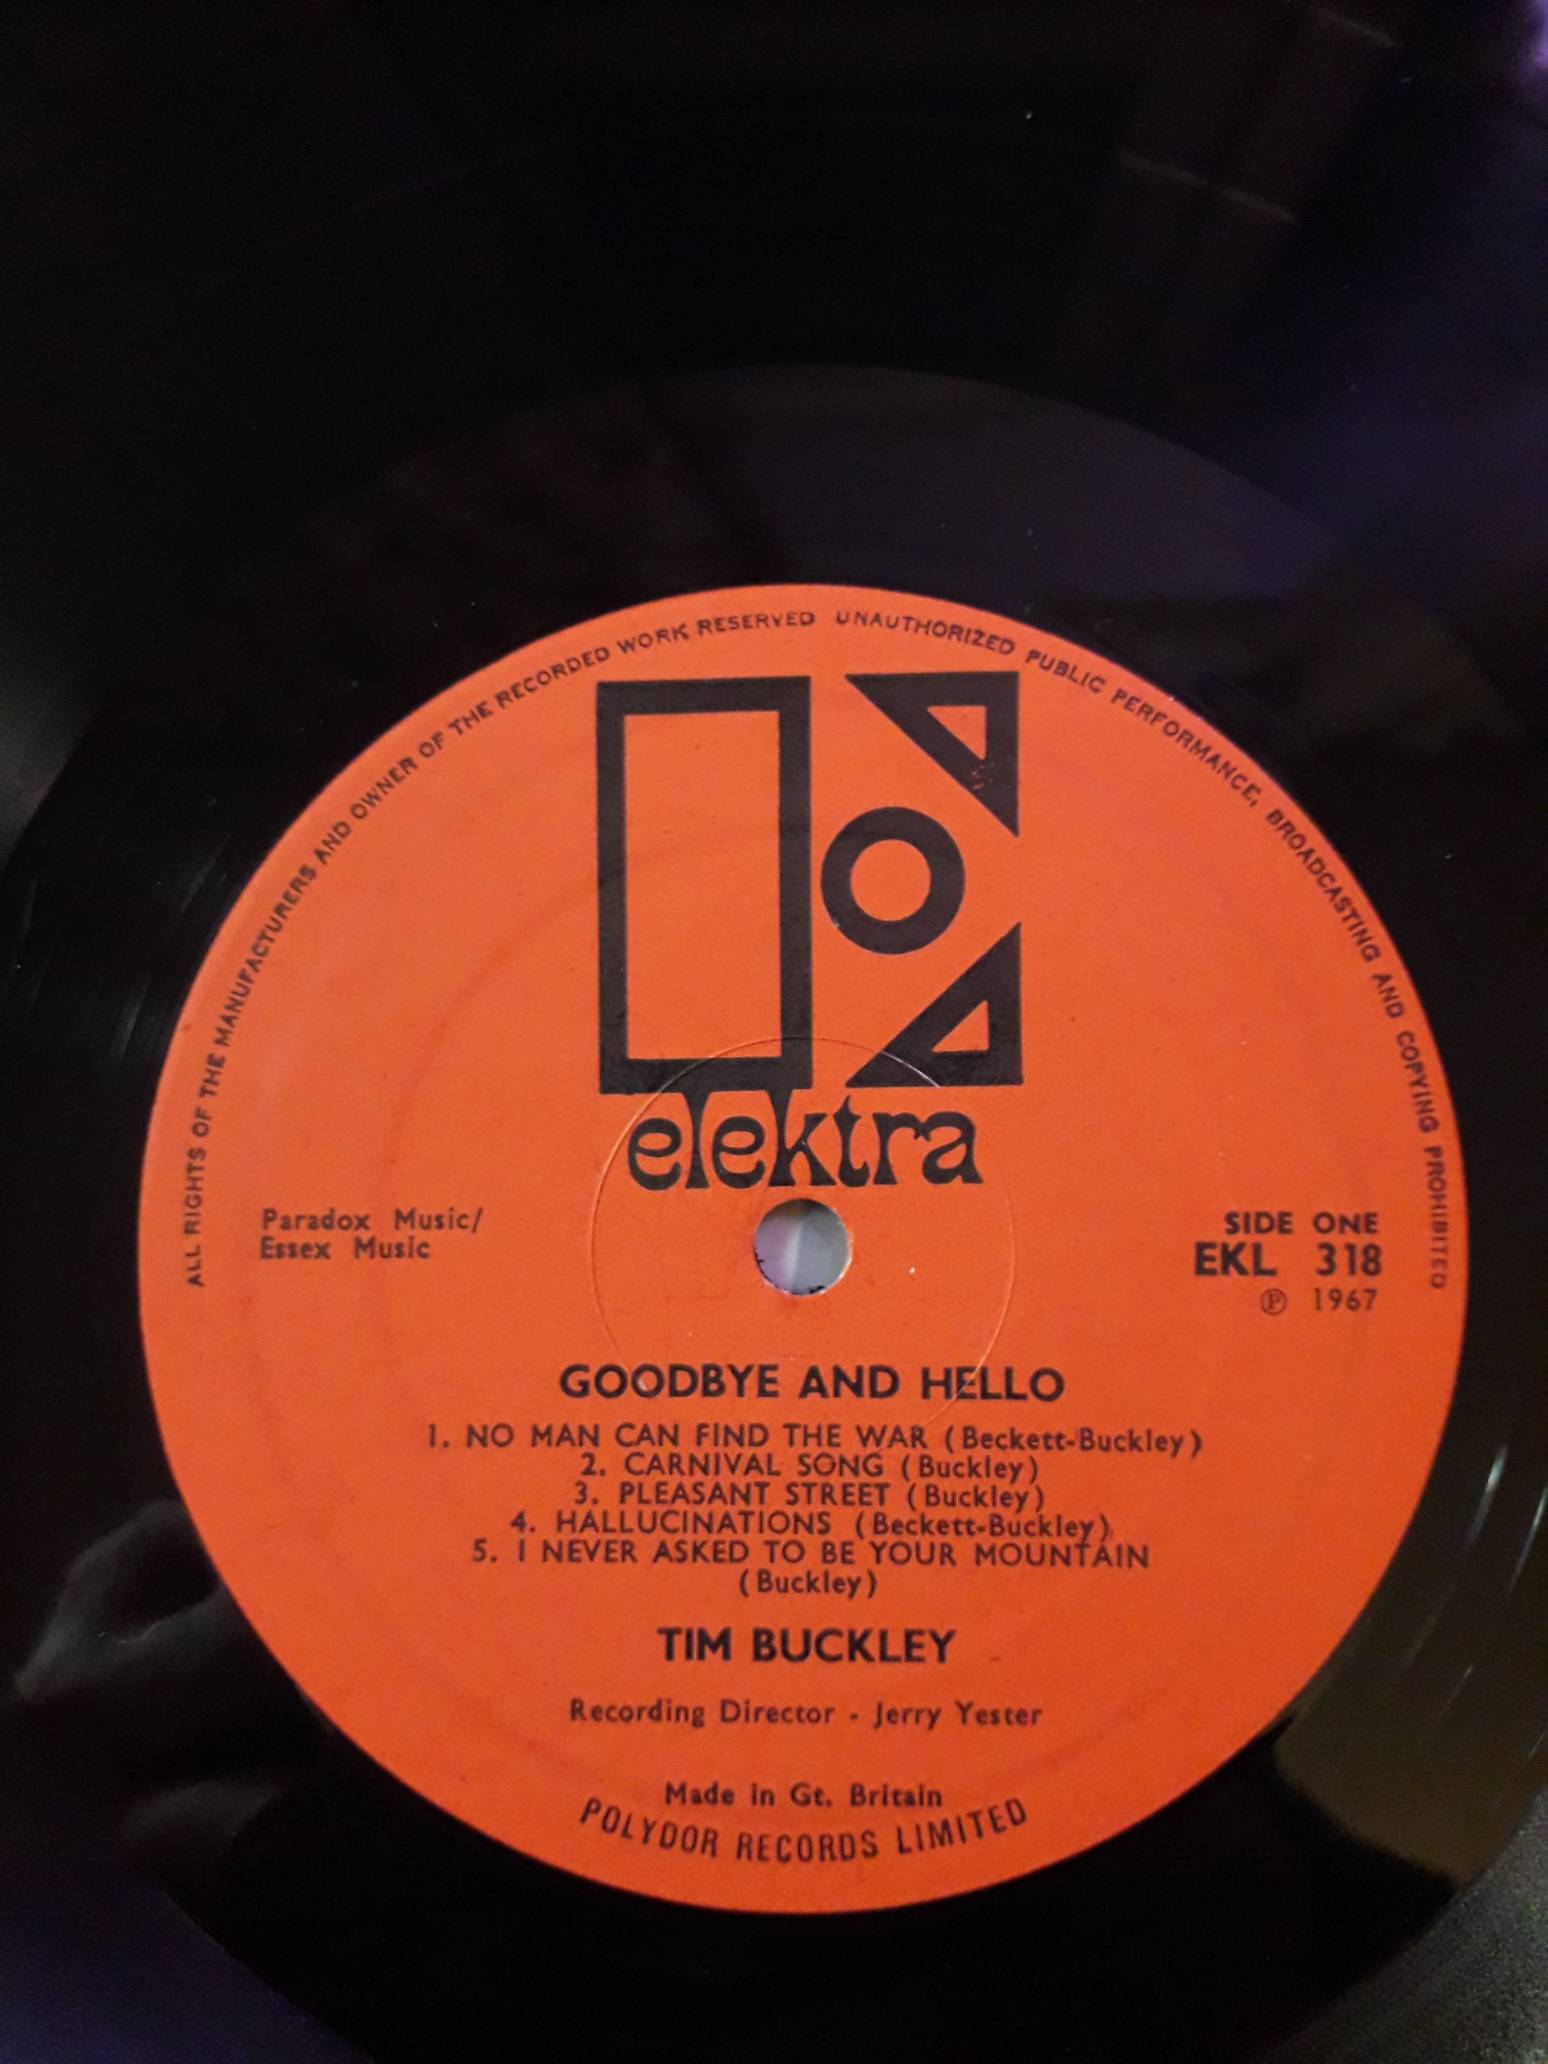 ALL RIGHTS OF THE MANUFACTURERS AND OWNER OF THE RECORDED WORK RESERVED UNAUTHORIZED PUBLIC PERFORMANCE, BROADCASTING AND COPYING PROHIBITED
elektra
Paradox Music/
Essex Music
SIDE ONE
EKL 318
℗ 1967
GOODBYE AND HELLO
1. NO MAN CAN FIND THE WAR (Beckett-Buckley)
2. CARNIVAL SONG (Buckley)
3. PLEASANT STREET (Buckley)
4. HALLUCINATIONS (Beckett-Buckley)
5. I NEVER ASKED TO BE YOUR MOUNTAIN
(Buckley)
TIM BUCKLEY
Recording Director - Jerry Yester
Made in Gt. Britain
POLYDOR RECORDS LIMITED